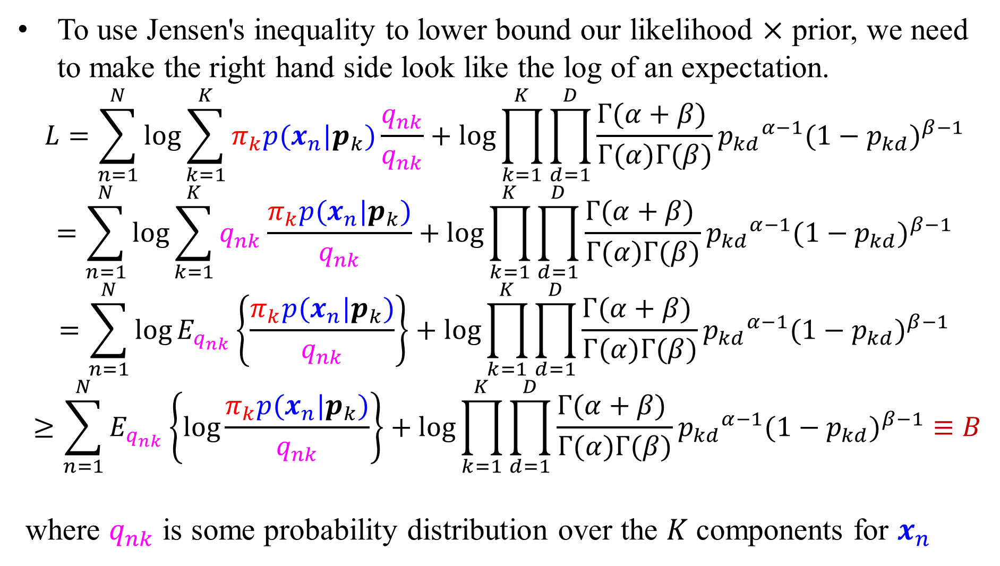 • To use Jensen's inequality to lower bound our likelihood × prior, we need
to make the right hand side look like the log of an expectation.
$L = \sum_{n=1}^{N} \log \sum_{k=1}^{K} \pi_k p(\boldsymbol{x}_n|\boldsymbol{p}_k) \frac{q_{nk}}{q_{nk}} + \log \prod_{k=1}^{K} \prod_{d=1}^{D} \frac{\Gamma(\alpha+\beta)}{\Gamma(\alpha)\Gamma(\beta)} p_{kd}{}^{\alpha-1} (1-p_{kd})^{\beta-1}$
$= \sum_{n=1}^{N} \log \sum_{k=1}^{K} q_{nk} \frac{\pi_k p(\boldsymbol{x}_n|\boldsymbol{p}_k)}{q_{nk}} + \log \prod_{k=1}^{K} \prod_{d=1}^{D} \frac{\Gamma(\alpha+\beta)}{\Gamma(\alpha)\Gamma(\beta)} p_{kd}{}^{\alpha-1} (1-p_{kd})^{\beta-1}$
$= \sum_{n=1}^{N} \log E_{q_{nk}} \left\{ \frac{\pi_k p(\boldsymbol{x}_n|\boldsymbol{p}_k)}{q_{nk}} \right\} + \log \prod_{k=1}^{K} \prod_{d=1}^{D} \frac{\Gamma(\alpha+\beta)}{\Gamma(\alpha)\Gamma(\beta)} p_{kd}{}^{\alpha-1} (1-p_{kd})^{\beta-1}$
$\geq \sum_{n=1}^{N} E_{q_{nk}} \left\{ \log \frac{\pi_k p(\boldsymbol{x}_n|\boldsymbol{p}_k)}{q_{nk}} \right\} + \log \prod_{k=1}^{K} \prod_{d=1}^{D} \frac{\Gamma(\alpha+\beta)}{\Gamma(\alpha)\Gamma(\beta)} p_{kd}{}^{\alpha-1} (1-p_{kd})^{\beta-1} \equiv B$
where $q_{nk}$ is some probability distribution over the $K$ components for $\boldsymbol{x}_n$